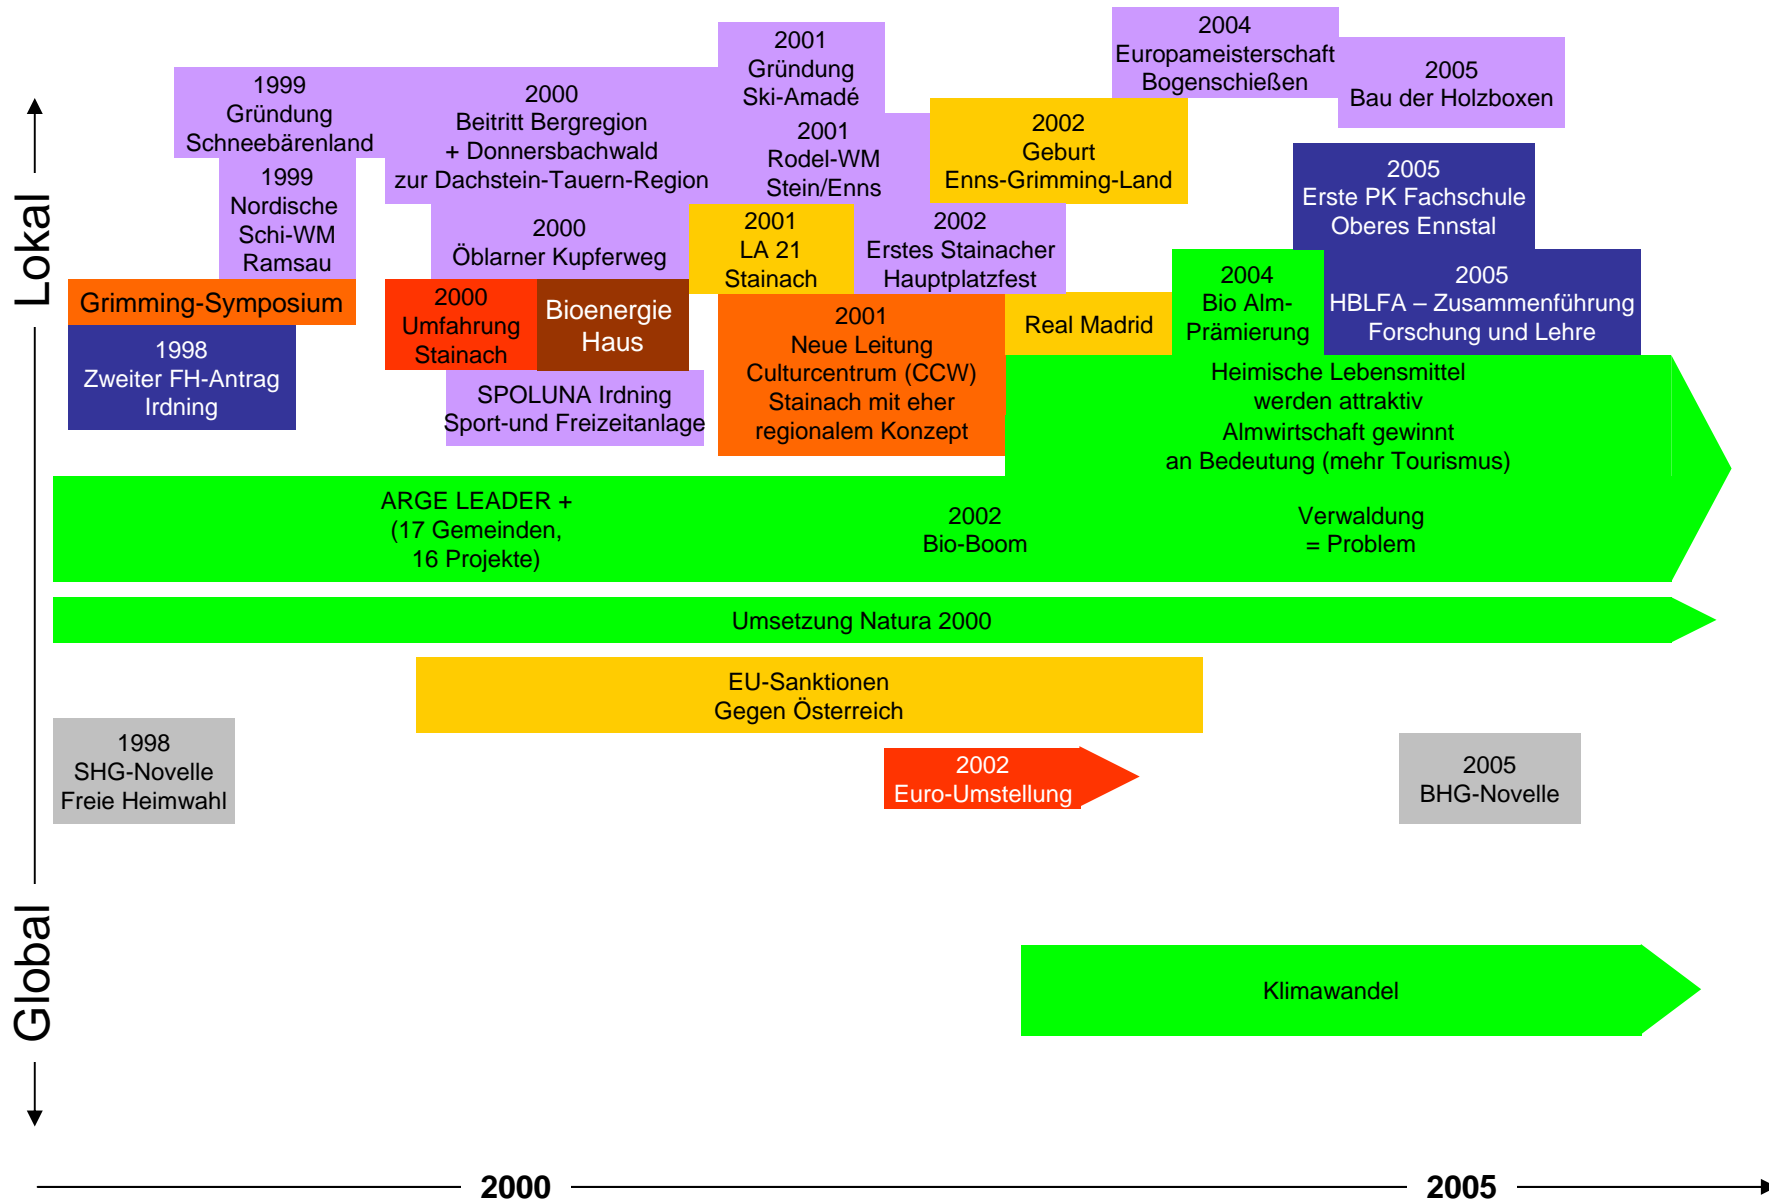 2004
Europameisterschaft
Bogenschießen
2001
Gründung
Ski-Amadé
2005
Bau der Holzboxen
1999
Gründung
Schneebärenland
2000
Beitritt Bergregion
+ Donnersbachwald
zur Dachstein-Tauern-Region
2001
Rodel-WM
Stein/Enns
2002
Geburt
Enns-Grimming-Land
1999
Nordische
Schi-WM
Ramsau
2005
Erste PK Fachschule
Oberes Ennstal
2000
Öblarner Kupferweg
2001
LA 21
Stainach
2002
Erstes Stainacher
Hauptplatzfest
2004
Bio Alm-
Prämierung
2005
HBLFA – Zusammenführung
Forschung und Lehre
Lokal
Grimming-Symposium
2000
Umfahrung
Stainach
Bioenergie
Haus
2001
Neue Leitung
Culturcentrum (CCW)
Stainach mit eher
regionalem Konzept
Real Madrid
1998
Zweiter FH-Antrag
Irdning
SPOLUNA Irdning
Sport-und Freizeitanlage
Heimische Lebensmittel
werden attraktiv
Almwirtschaft gewinnt
an Bedeutung (mehr Tourismus)
ARGE LEADER +
(17 Gemeinden,
16 Projekte)
2002
Bio-Boom
Verwaldung
= Problem
Umsetzung Natura 2000
EU-Sanktionen
Gegen Österreich
1998
SHG-Novelle
Freie Heimwahl
2002
Euro-Umstellung
2005
BHG-Novelle
Global
Klimawandel
2000
2005